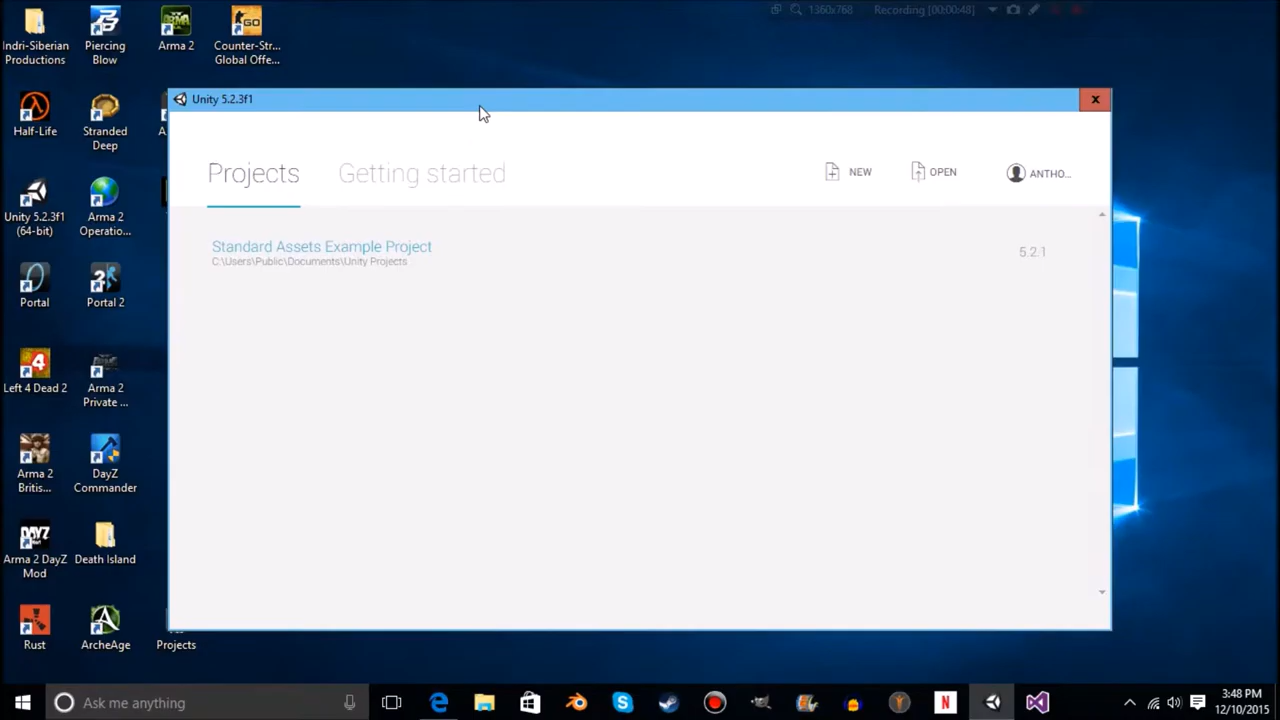 1360x768
Recording [00:00:48]
Indri-Siberian
Productions
Piercing
Blow
Arma 2
Counter-Str...
Global Offe...
Unity 5.2.3f1
Half-Life
Stranded
Deep
A
Projects
Getting started
NEW
OPEN
ANTHO...
Unity 5.2.3f1
(64-bit)
Arma 2
Operatio...
Standard Assets Example Project
C:\Users\Public\Documents\Unity Projects
5.2.1
Portal
Portal 2
Left 4 Dead 2
Arma 2
Private ...
Arma 2
Britis...
DayZ
Commander
Arma 2 DayZ
Mod
Death Island
Rust
ArcheAge
Projects
Ask me anything
3:48 PM
12/10/2015